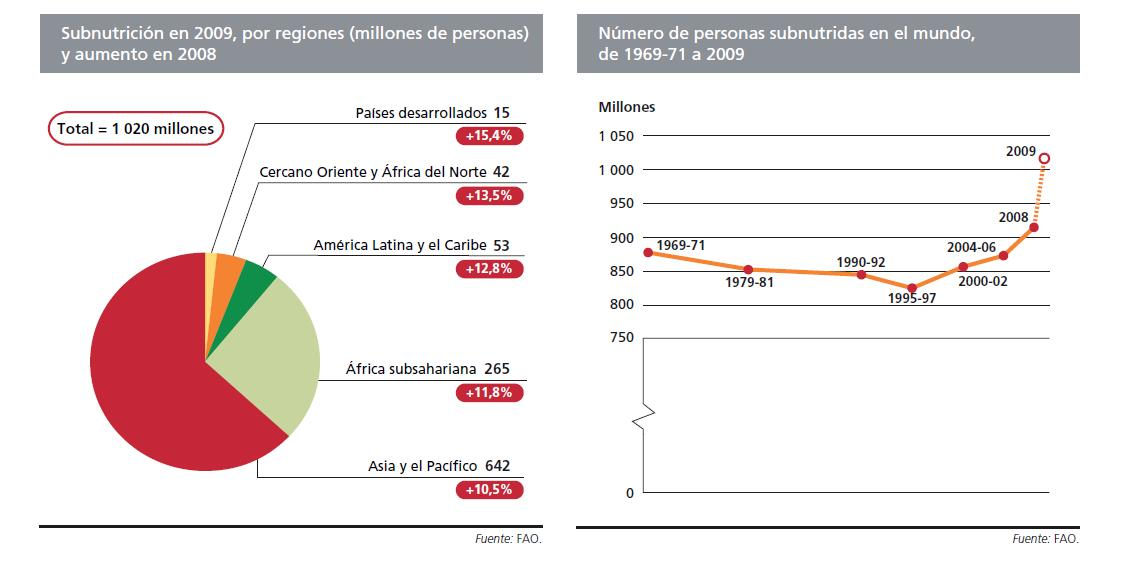 Subnutrición en 2009, por regiones (millones de personas)
y aumento en 2008
Total = 1 020 millones
Países desarrollados 15
+15,4%
Cercano Oriente y África del Norte 42
+13,5%
América Latina y el Caribe 53
+12,8%
África subsahariana 265
+11,8%
Asia y el Pacífico 642
+10,5%
Fuente: FAO.
Número de personas subnutridas en el mundo,
de 1969-71 a 2009
Millones
1 050
1 000
950
900
850
800
750
0
1969-71
1979-81
1990-92
1995-97
2000-02
2004-06
2008
2009
Fuente: FAO.